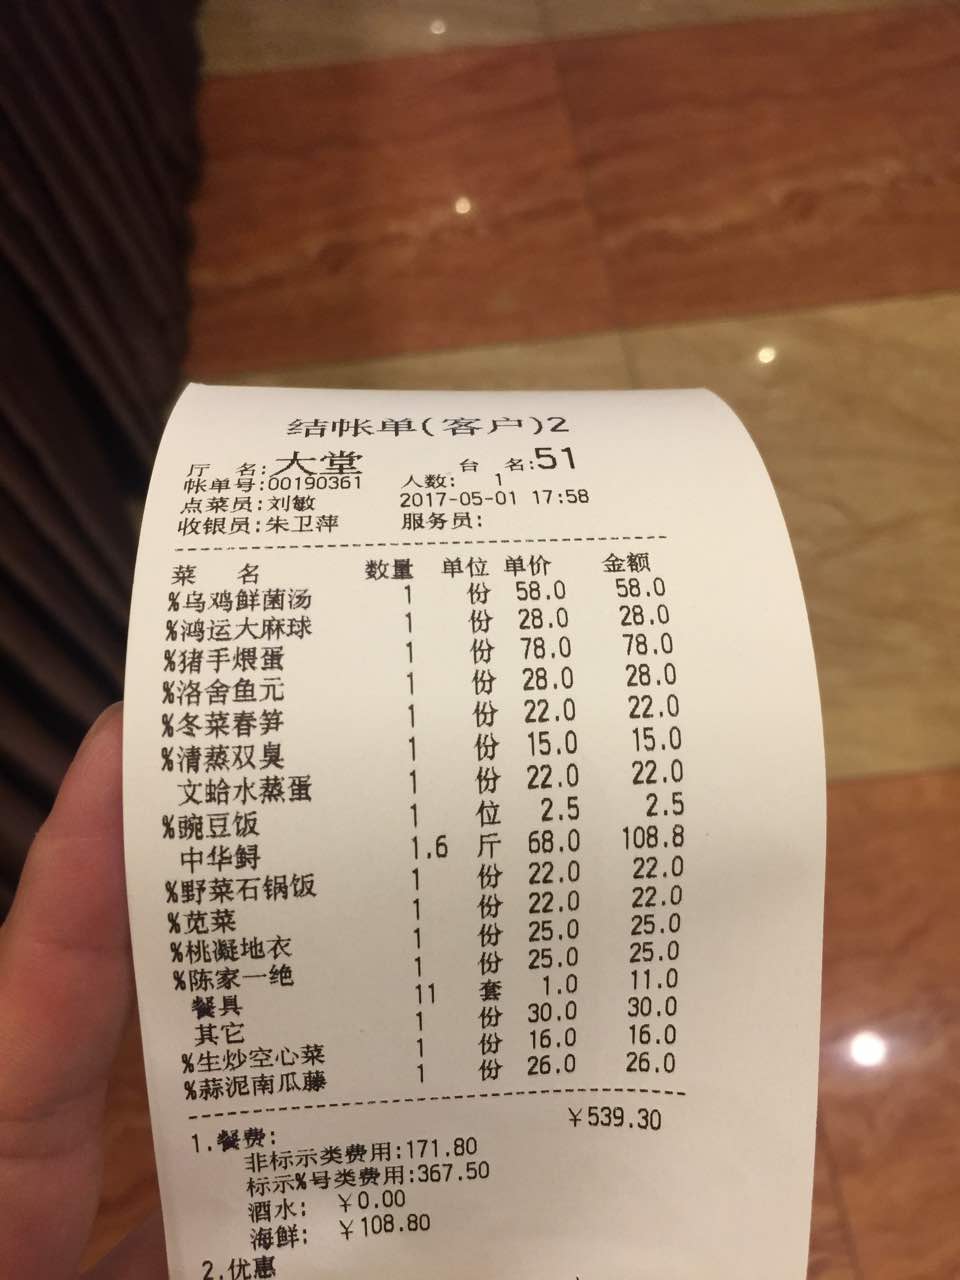 结帐单(客户)2
厅 名:大堂 台 名:51
帐单号:00190361 人数: 1
点菜员:刘敏 2017-05-01 17:58
收银员:朱卫萍 服务员:
菜 名 数量 单位 单价 金额
%乌鸡鲜菌汤 1 份 58.0 58.0
%鸿运大麻球 1 份 28.0 28.0
%猪手煨蛋 1 份 78.0 78.0
%洛舍鱼元 1 份 28.0 28.0
%冬菜春笋 1 份 22.0 22.0
%清蒸双臭 1 份 15.0 15.0
文蛤水蒸蛋 1 份 22.0 22.0
%豌豆饭 1 位 2.5 2.5
中华鲟 1.6 斤 68.0 108.8
%野菜石锅饭 1 份 22.0 22.0
%苋菜 1 份 22.0 22.0
%桃凝地衣 1 份 25.0 25.0
%陈家一绝 1 份 25.0 25.0
餐具 11 套 1.0 11.0
其它 1 份 30.0 30.0
%生炒空心菜 1 份 16.0 16.0
%蒜泥南瓜藤 1 份 26.0 26.0
1.餐费: ￥539.30
非标示类费用:171.80
标示%号类费用:367.50
酒水: ￥0.00
海鲜: ￥108.80
2.优惠